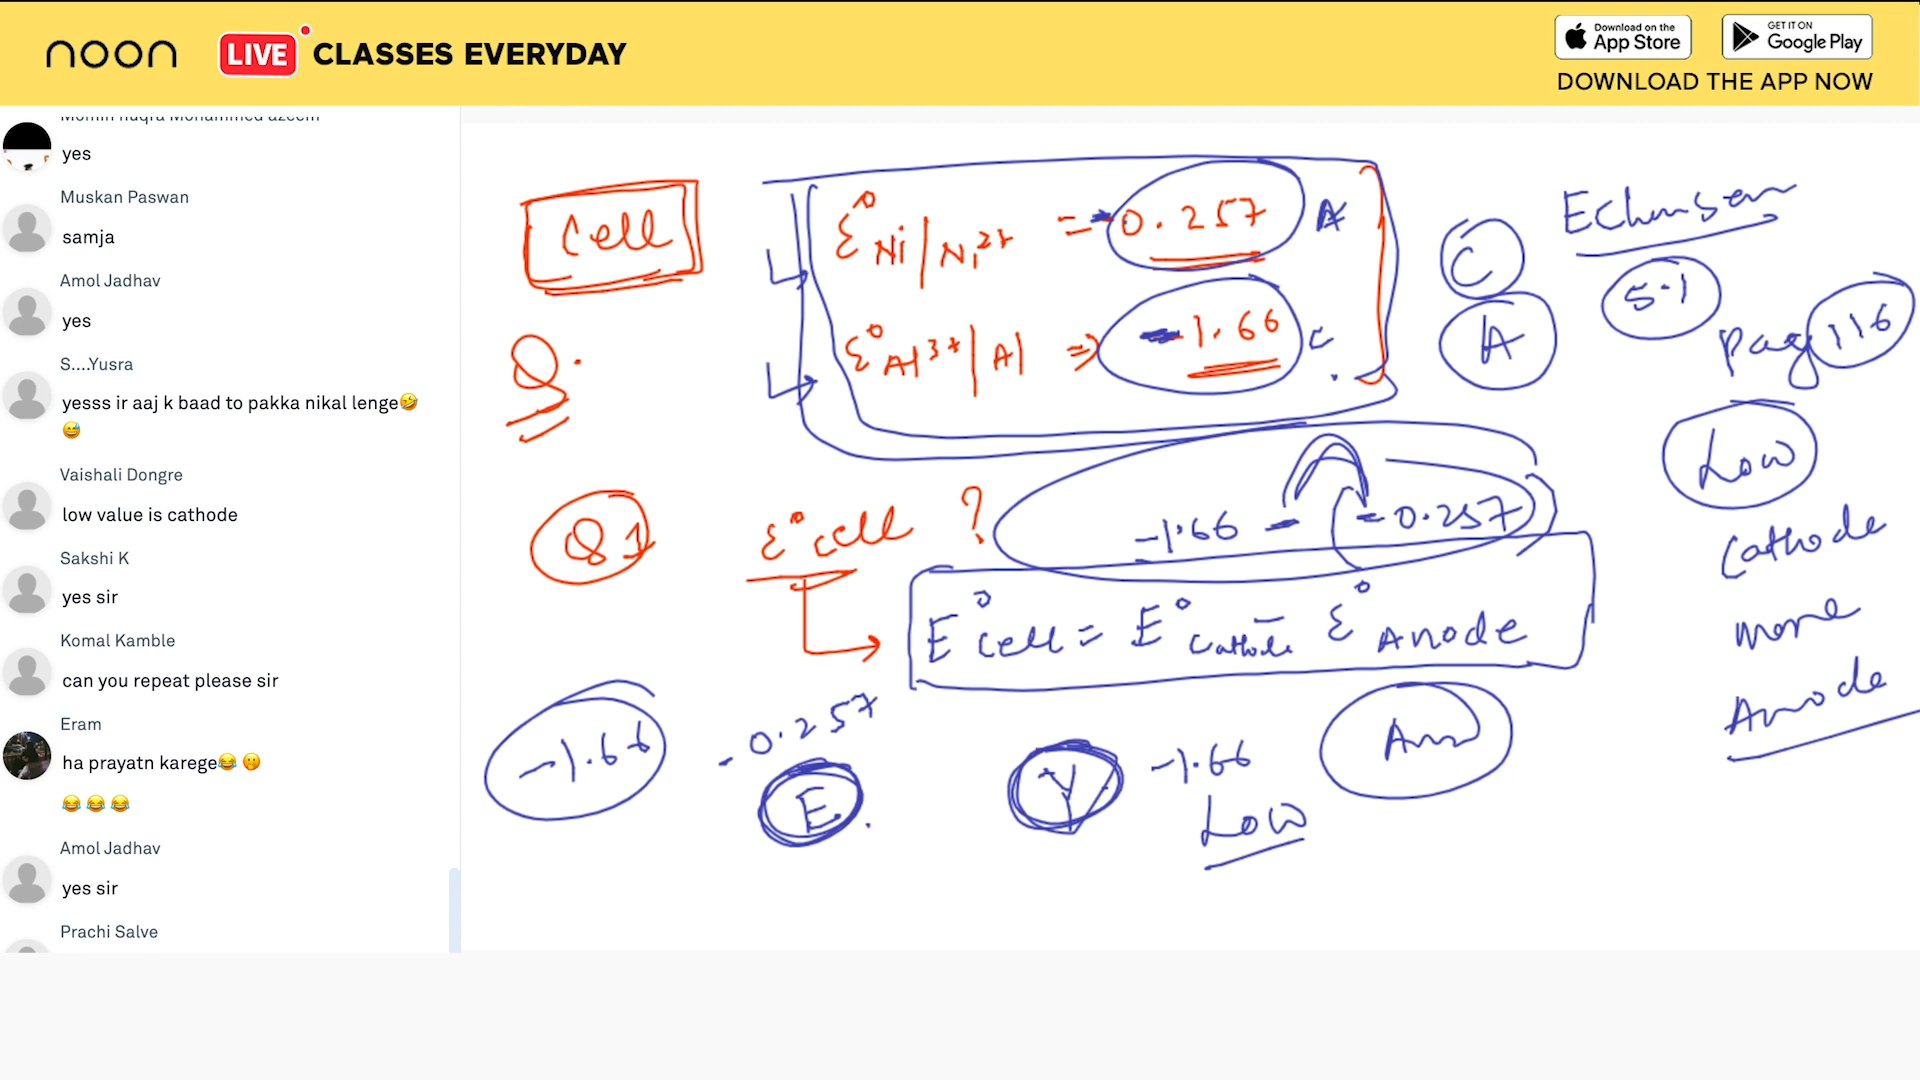 noon LIVE CLASSES EVERYDAY
Download on the App Store
GET IT ON Google Play
DOWNLOAD THE APP NOW
yes
Muskan Paswan
samja
Amol Jadhav
yes
S....Yusra
yesss ir aaj k baad to pakka nikal lenge🤣
😅
Vaishali Dongre
low value is cathode
Sakshi K
yes sir
Komal Kamble
can you repeat please sir
Eram
ha prayatn karege😂 🤭
😂 😂 😂
Amol Jadhav
yes sir
Prachi Salve
Cell
Q.
E° Ni | Ni²⁺ = -0.257 A
E° Al³⁺ | Al ⇒ -1.66 C
C
A
5.1
Pag 116
Low
Cathode
more
Anode
Q1 E° cell ?
-1.66 - (-0.257)
E° cell = E° Cathode - E° Anode
-1.66
-0.257
E
Y
-1.66
Low